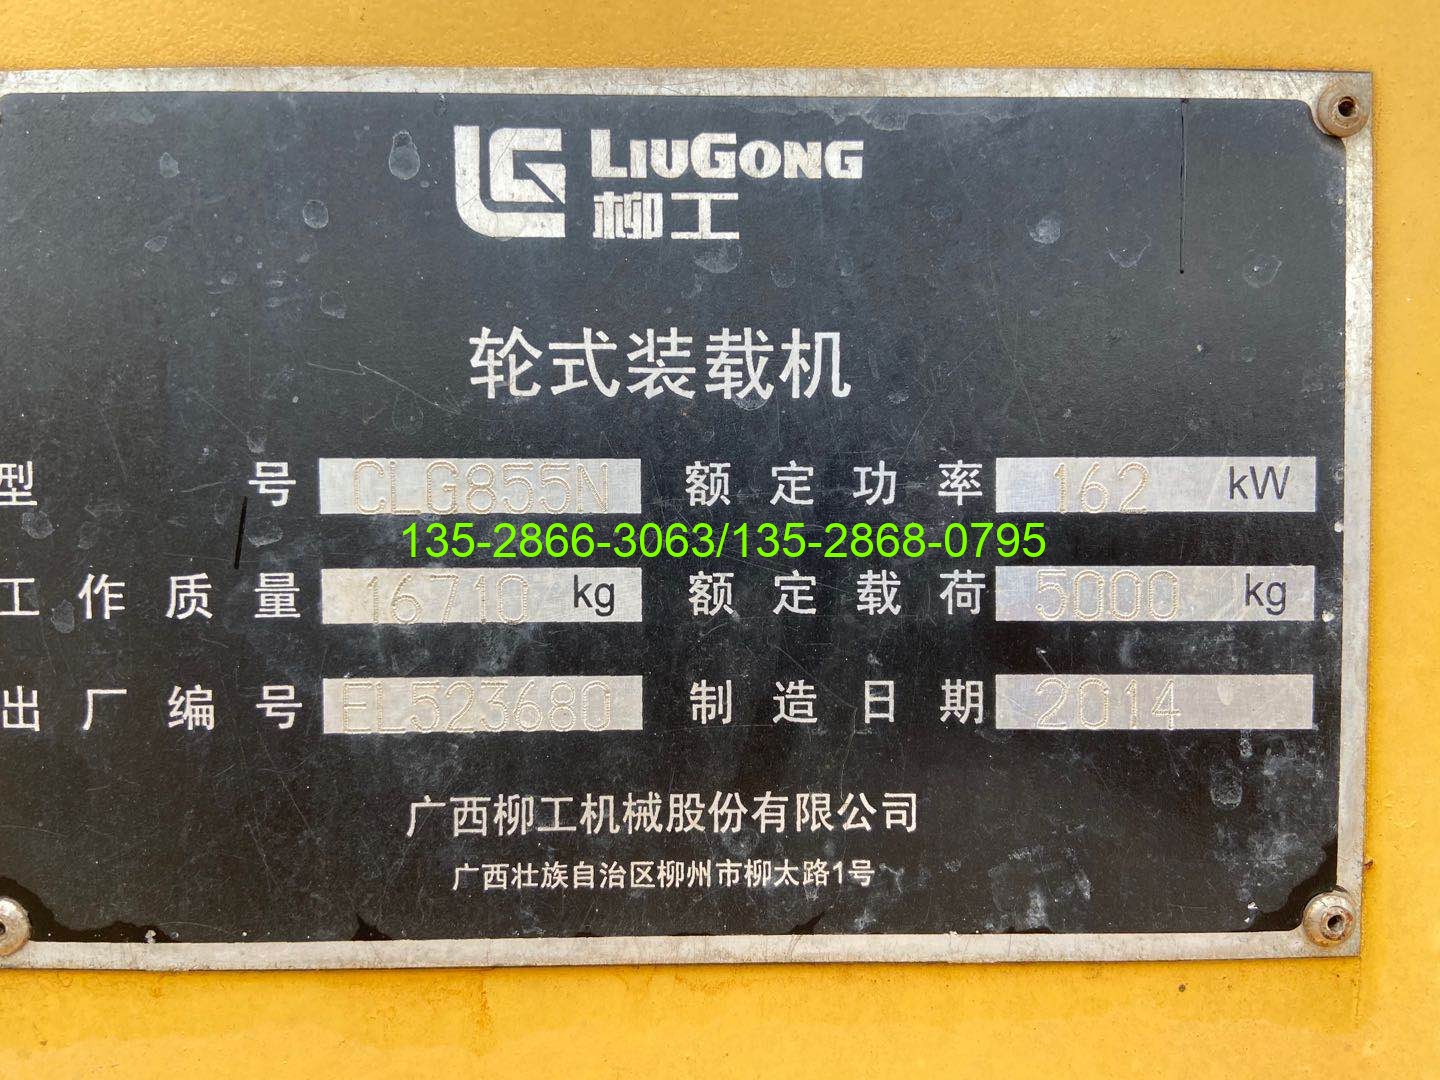 LG LIUGONG
柳工
轮式装载机
型 号 CLG855N 额定功率 162 kW
135-2866-3063/135-2868-0795
工作质量 16710 kg 额定载荷 5000 kg
出厂编号 EL523680 制造日期 2014
广西柳工机械股份有限公司
广西壮族自治区柳州市柳太路1号